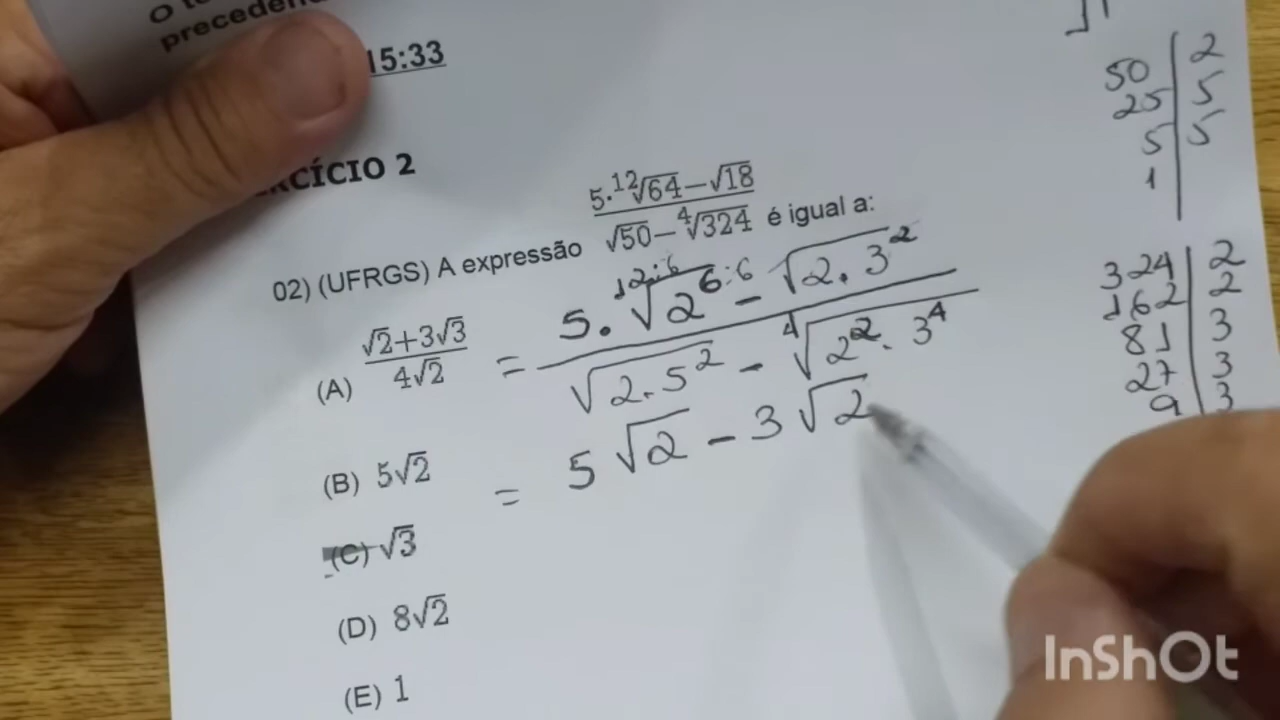 precedên
15:33
RCÍCIO 2
02) (UFRGS) A expressão (5.¹²√64 − √18)/(√50 − ⁴√324) é igual a:
(A) (√2+3√3)/(4√2)
(B) 5√2
(C) √3
(D) 8√2
(E) 1
= (5 . ¹²:⁶√2⁶:⁶ − √2.3²)/(√2.5² − ⁴√2².3⁴)
= 5√2 − 3√2
50 | 2
25 | 5
5 | 5
1
324 | 2
162 | 2
81 | 3
27 | 3
9 | 3
InShOt